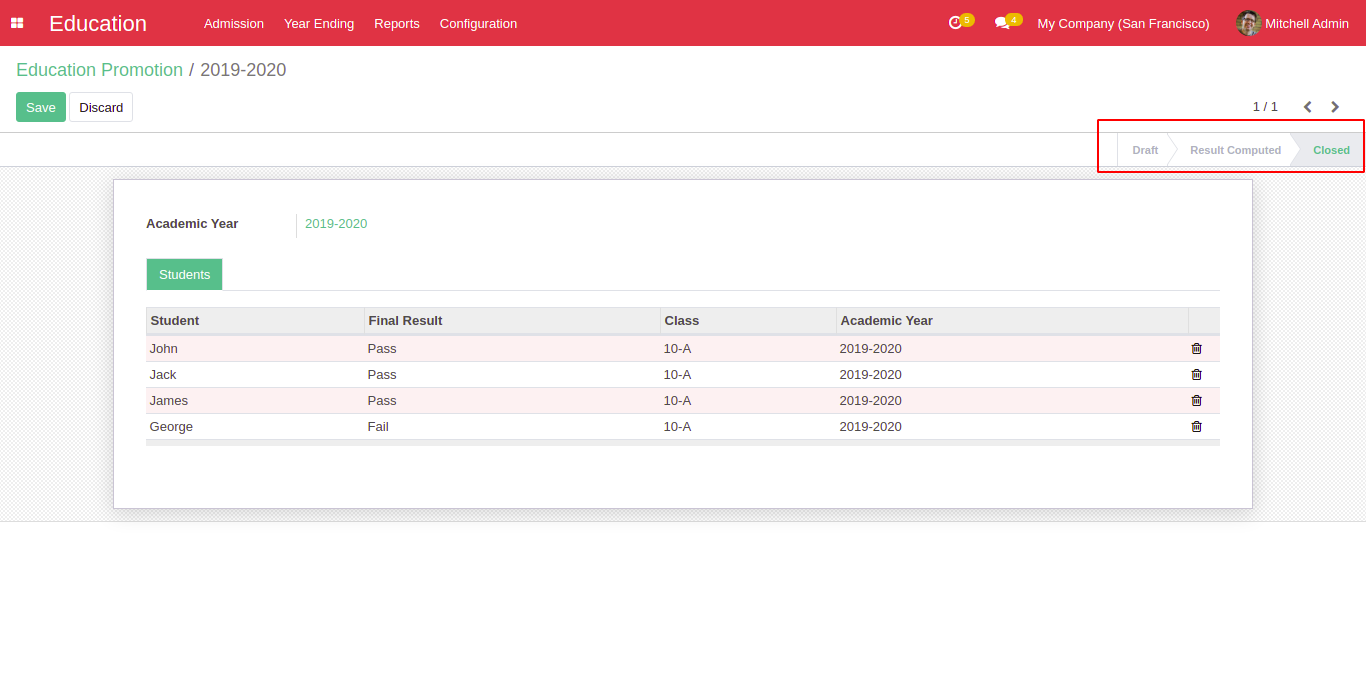 Education Admission Year Ending Reports Configuration 5 4 My Company (San Francisco) Mitchell Admin
Education Promotion / 2019-2020
Save Discard 1 / 1
Draft Result Computed Closed
Academic Year 2019-2020
Students
Student Final Result Class Academic Year
John Pass 10-A 2019-2020
Jack Pass 10-A 2019-2020
James Pass 10-A 2019-2020
George Fail 10-A 2019-2020